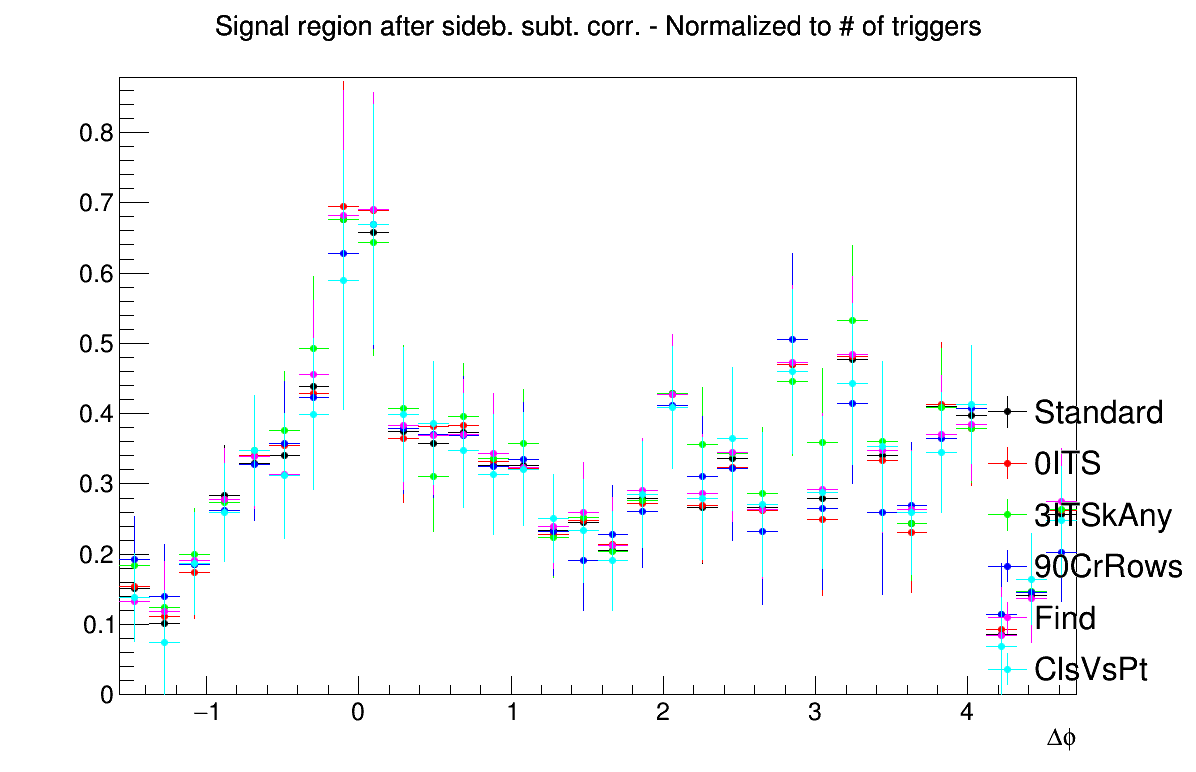 Signal region after sideb. subt. corr. - Normalized to # of triggers
0.8
0.7
0.6
0.5
0.4
0.3
0.2
0.1
0
−1
0
1
2
3
4
Δϕ
Standard
0ITS
3ITSkAny
90CrRows
Find
ClsVsPt